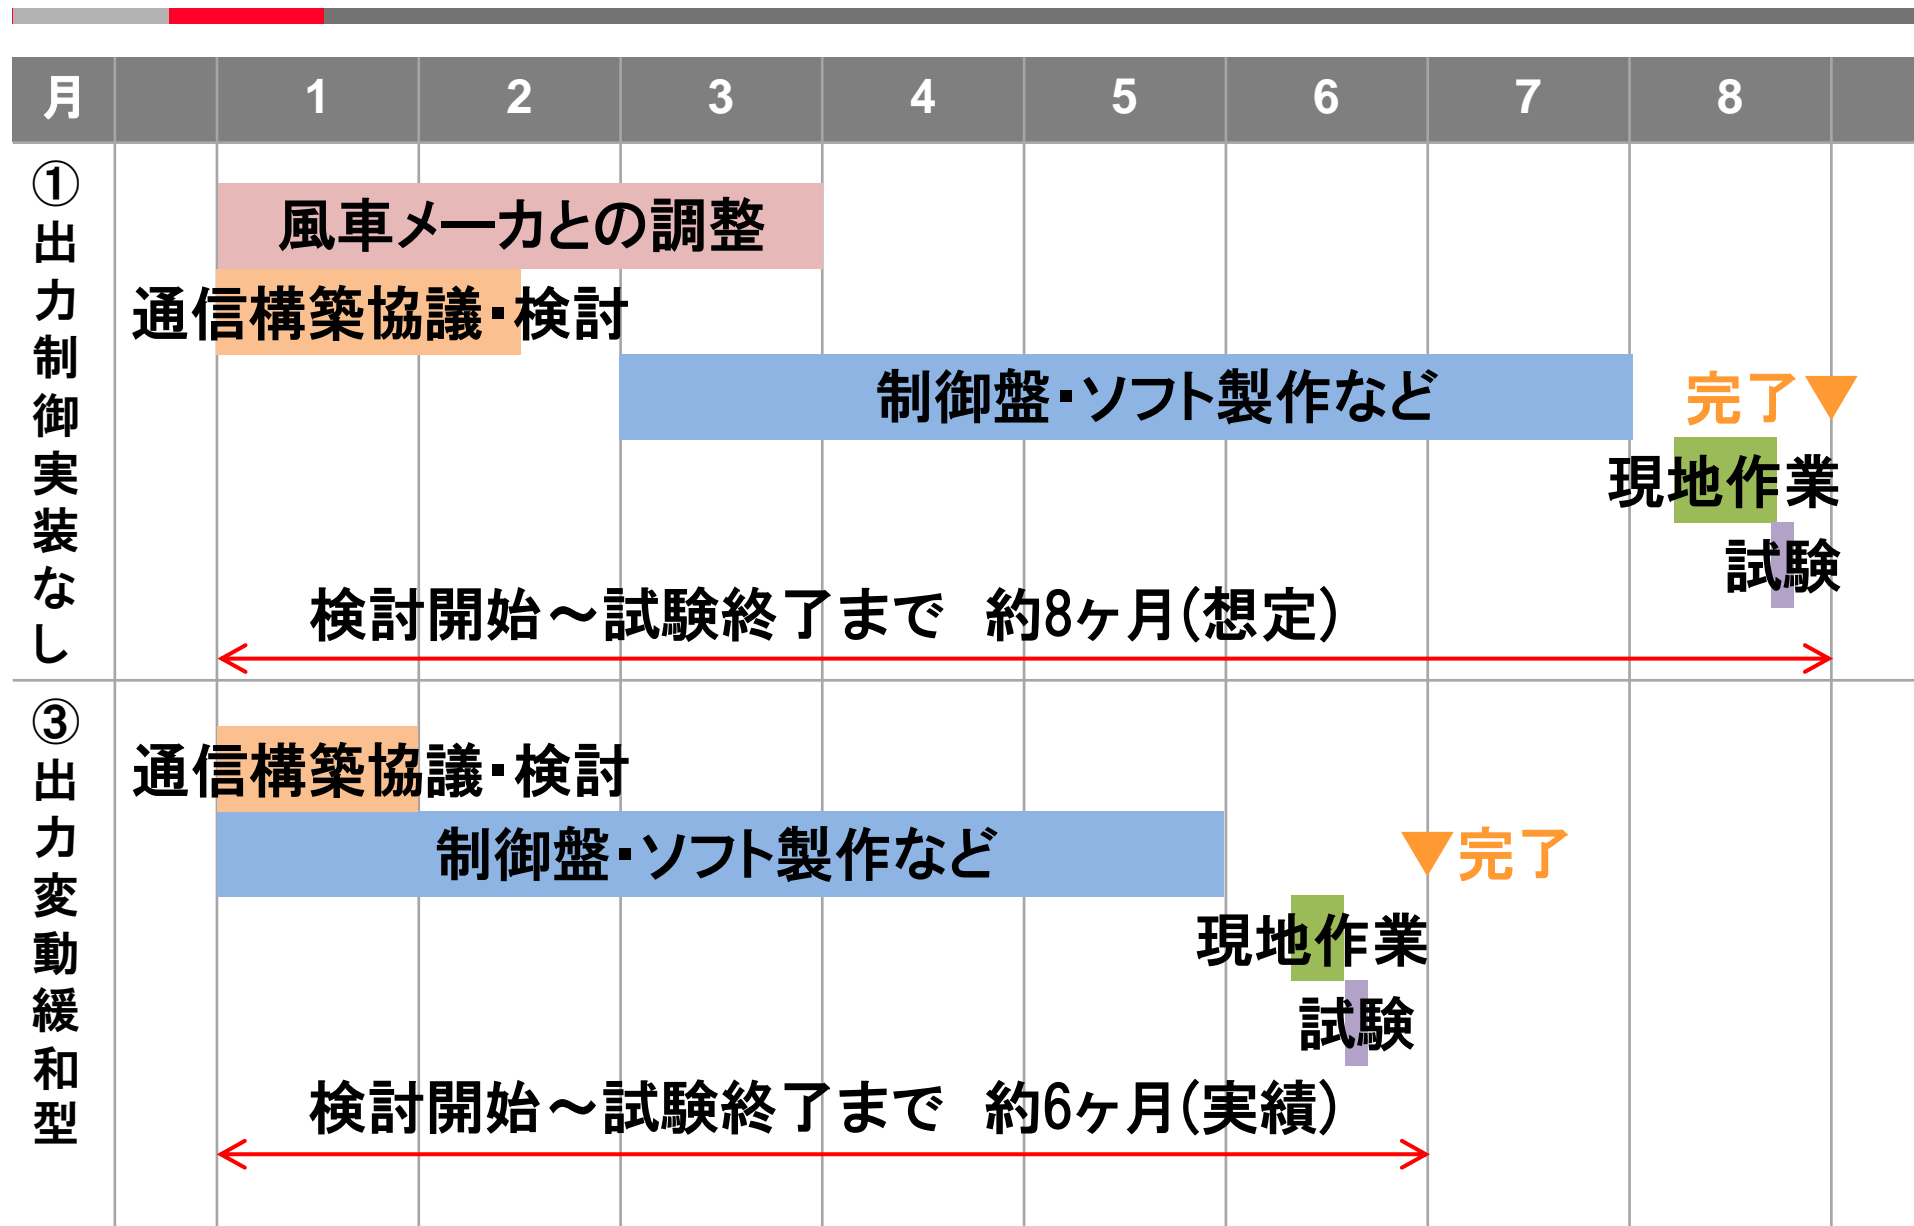 月 1 2 3 4 5 6 7 8
①出力制御実装なし
風車メーカとの調整
通信構築協議・検討
制御盤・ソフト製作など
完了▼
現地作業
試験
検討開始～試験終了まで　約8ヶ月(想定)
③出力変動緩和型
通信構築協議・検討
制御盤・ソフト製作など
▼完了
現地作業
試験
検討開始～試験終了まで　約6ヶ月(実績)